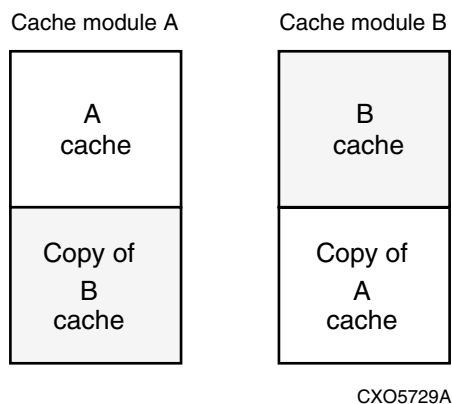 Cache module A
Cache module B
A
cache
B
cache
Copy of
B
cache
Copy of
A
cache
CXO5729A